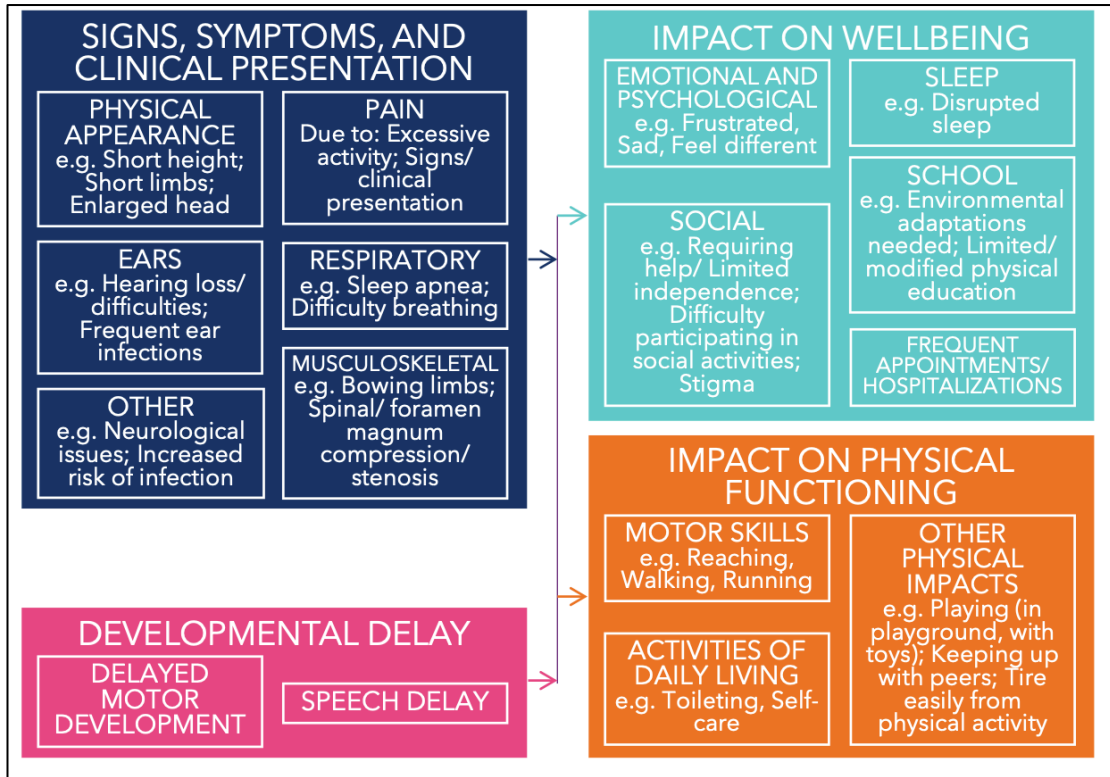 SIGNS, SYMPTOMS, AND
CLINICAL PRESENTATION
PHYSICAL
APPEARANCE
e.g. Short height;
Short limbs;
Enlarged head
PAIN
Due to: Excessive
activity; Signs/
clinical
presentation
EARS
e.g. Hearing loss/
difficulties;
Frequent ear
infections
RESPIRATORY
e.g. Sleep apnea;
Difficulty breathing
OTHER
e.g. Neurological
issues; Increased
risk of infection
MUSCULOSKELETAL
e.g. Bowing limbs;
Spinal/ foramen
magnum
compression/
stenosis
DEVELOPMENTAL DELAY
DELAYED
MOTOR
DEVELOPMENT
SPEECH DELAY
IMPACT ON WELLBEING
EMOTIONAL AND
PSYCHOLOGICAL
e.g. Frustrated,
Sad, Feel different
SLEEP
e.g. Disrupted
sleep
SOCIAL
e.g. Requiring
help/ Limited
independence;
Difficulty
participating in
social activities;
Stigma
SCHOOL
e.g. Environmental
adaptations
needed; Limited/
modified physical
education
FREQUENT
APPOINTMENTS/
HOSPITALIZATIONS
IMPACT ON PHYSICAL
FUNCTIONING
MOTOR SKILLS
e.g. Reaching,
Walking, Running
ACTIVITIES OF
DAILY LIVING
e.g. Toileting, Self-
care
OTHER
PHYSICAL
IMPACTS
e.g. Playing (in
playground, with
toys); Keeping up
with peers; Tire
easily from
physical activity